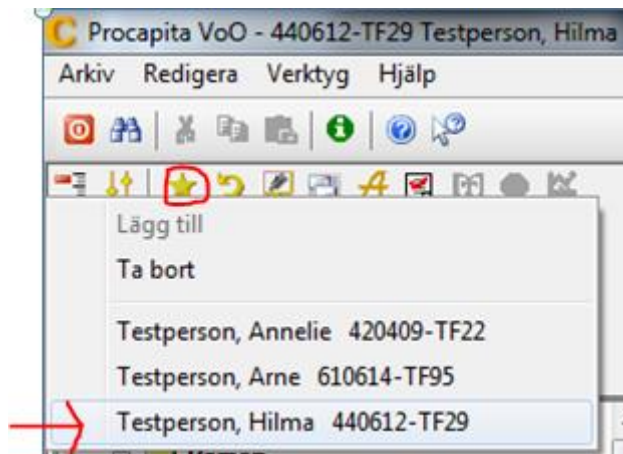 Procapita VoO - 440612-TF29 Testperson, Hilma
Arkiv Redigera Verktyg Hjälp
Lägg till
Ta bort
Testperson, Annelie 420409-TF22
Testperson, Arne 610614-TF95
Testperson, Hilma 440612-TF29